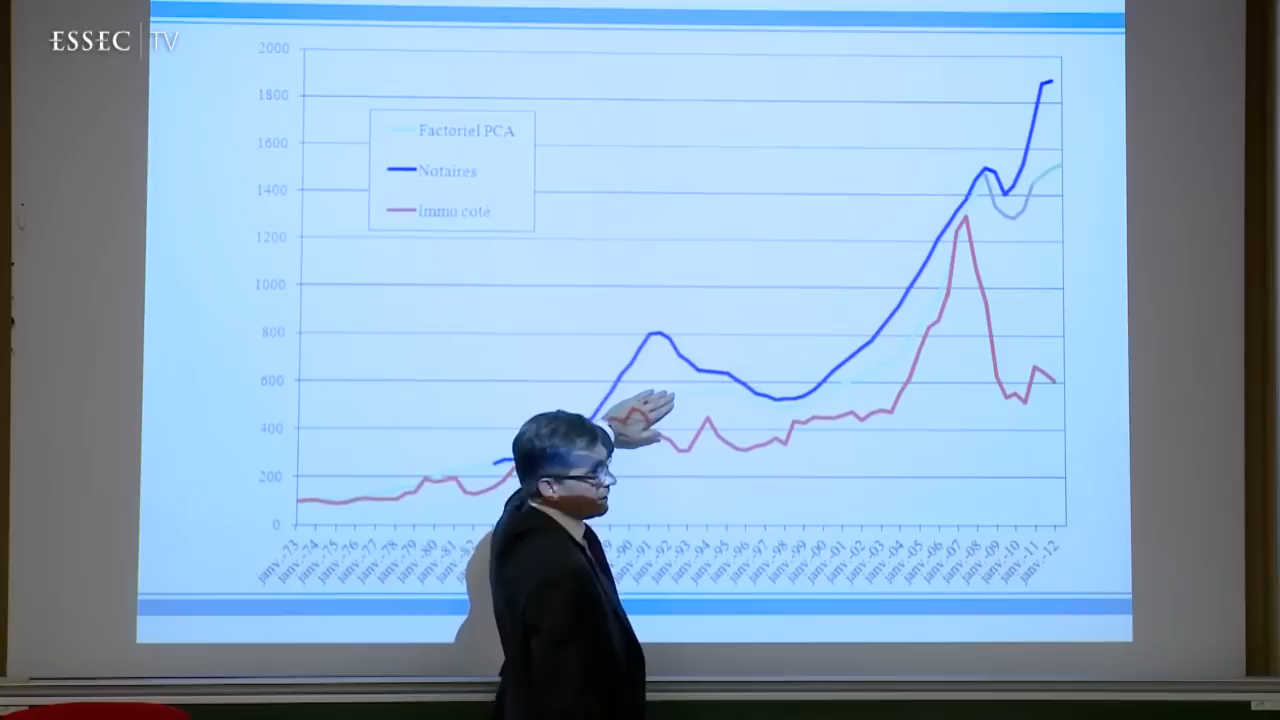 ESSEC TV
2000
1800
1600
1400
1200
1000
800
600
400
200
0
Factoriel PCA
Notaires
Immo coté
janv.-73
janv.-74
janv.-75
janv.-76
janv.-77
janv.-78
janv.-79
janv.-80
janv.-81
janv.-82
janv.-90
janv.-91
janv.-92
janv.-93
janv.-94
janv.-95
janv.-96
janv.-97
janv.-98
janv.-99
janv.-00
janv.-01
janv.-02
janv.-03
janv.-04
janv.-05
janv.-06
janv.-07
janv.-08
janv.-09
janv.-10
janv.-11
janv.-12